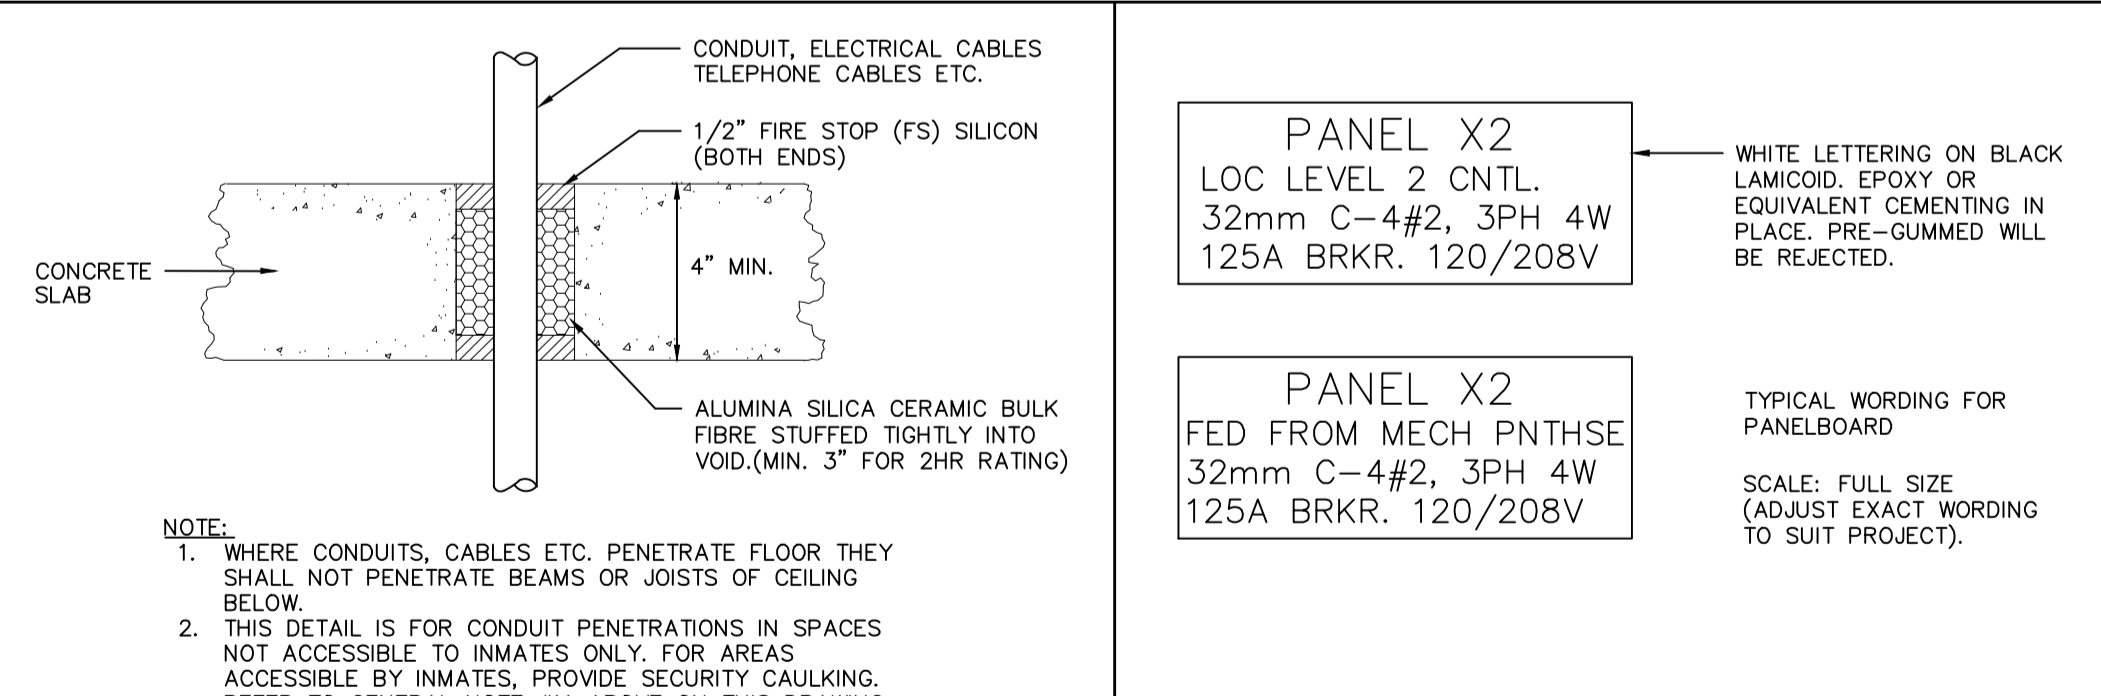 CONDUIT, ELECTRICAL CABLES
TELEPHONE CABLES ETC.
1/2" FIRE STOP (FS) SILICON
(BOTH ENDS)
CONCRETE
SLAB
4" MIN.
ALUMINA SILICA CERAMIC BULK
FIBRE STUFFED TIGHTLY INTO
VOID.(MIN. 3" FOR 2HR RATING)
NOTE:
1. WHERE CONDUITS, CABLES ETC. PENETRATE FLOOR THEY
SHALL NOT PENETRATE BEAMS OR JOISTS OF CEILING
BELOW.
2. THIS DETAIL IS FOR CONDUIT PENETRATIONS IN SPACES
NOT ACCESSIBLE TO INMATES ONLY. FOR AREAS
ACCESSIBLE BY INMATES, PROVIDE SECURITY CAULKING.
PANEL X2
LOC LEVEL 2 CNTL.
32mm C-4#2, 3PH 4W
125A BRKR. 120/208V
WHITE LETTERING ON BLACK
LAMICOID. EPOXY OR
EQUIVALENT CEMENTING IN
PLACE. PRE-GUMMED WILL
BE REJECTED.
PANEL X2
FED FROM MECH PNTHSE
32mm C-4#2, 3PH 4W
125A BRKR. 120/208V
TYPICAL WORDING FOR
PANELBOARD
SCALE: FULL SIZE
(ADJUST EXACT WORDING
TO SUIT PROJECT).